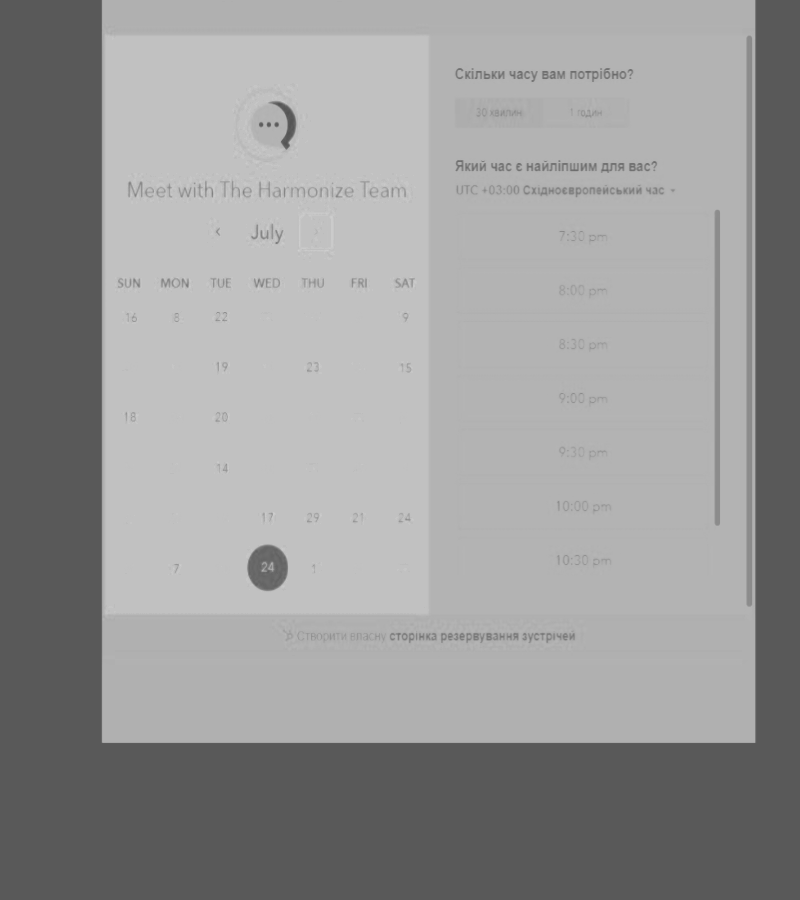 Meet with The Harmonize Team
July
SUN MON TUE WED THU FRI SAT
16 8 22 9
19 23 15
18 20
14
17 29 21 24
7 24 1
Скільки часу вам потрібно?
30 хвилин 1 годин
Який час є найліпшим для вас?
UTC +03:00 Східноєвропейський час
7:30 pm
8:00 pm
8:30 pm
9:00 pm
9:30 pm
10:00 pm
10:30 pm
Створити власну сторінка резервування зустрічей